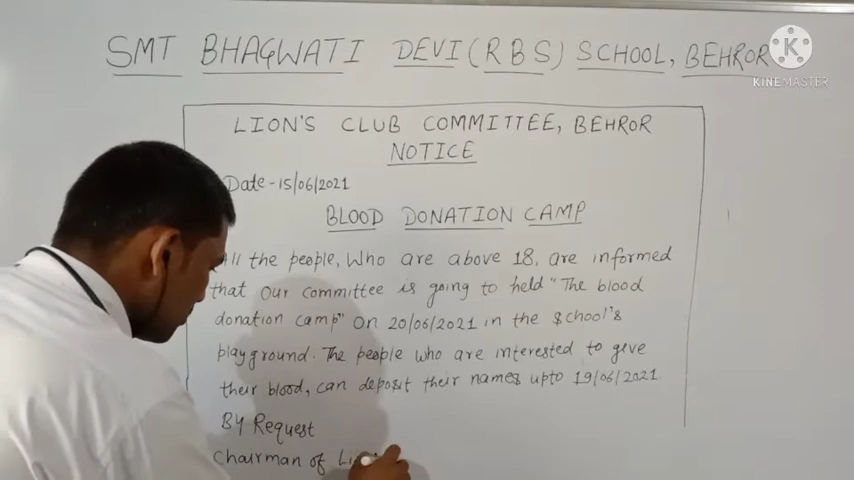 SMT BHAGWATI DEVI (RBS) SCHOOL, BEHROR
KINEMASTER
LION'S CLUB COMMITTEE, BEHROR
NOTICE
Date - 15/06/2021
BLOOD DONATION CAMP
All the people, Who are above 18, are informed
that Our committee is going to held "The blood
donation camp" On 20/06/2021 in the school's
playground. The people who are interested to give
their blood, can deposit their names upto 19/06/2021
By Request
Chairman of